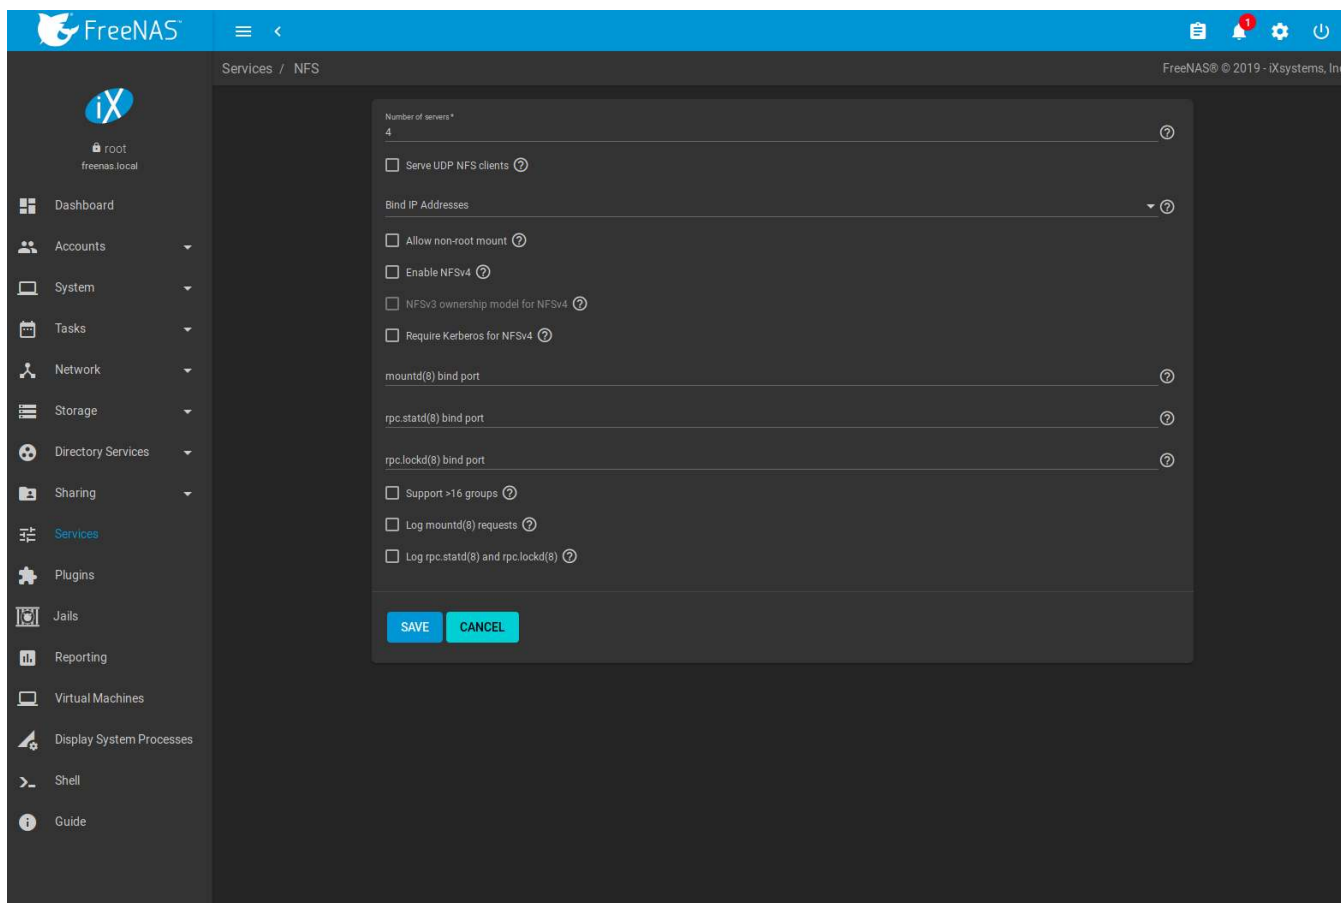 FreeNAS™
1
Services / NFS
FreeNAS® © 2019 - iXsystems, Inc
iX
root
freenas.local
Dashboard
Accounts
System
Tasks
Network
Storage
Directory Services
Sharing
Services
Plugins
Jails
Reporting
Virtual Machines
Display System Processes
Shell
Guide
Number of servers *
4
Serve UDP NFS clients
Bind IP Addresses
Allow non-root mount
Enable NFSv4
NFSv3 ownership model for NFSv4
Require Kerberos for NFSv4
mountd(8) bind port
rpc.statd(8) bind port
rpc.lockd(8) bind port
Support >16 groups
Log mountd(8) requests
Log rpc.statd(8) and rpc.lockd(8)
SAVE CANCEL